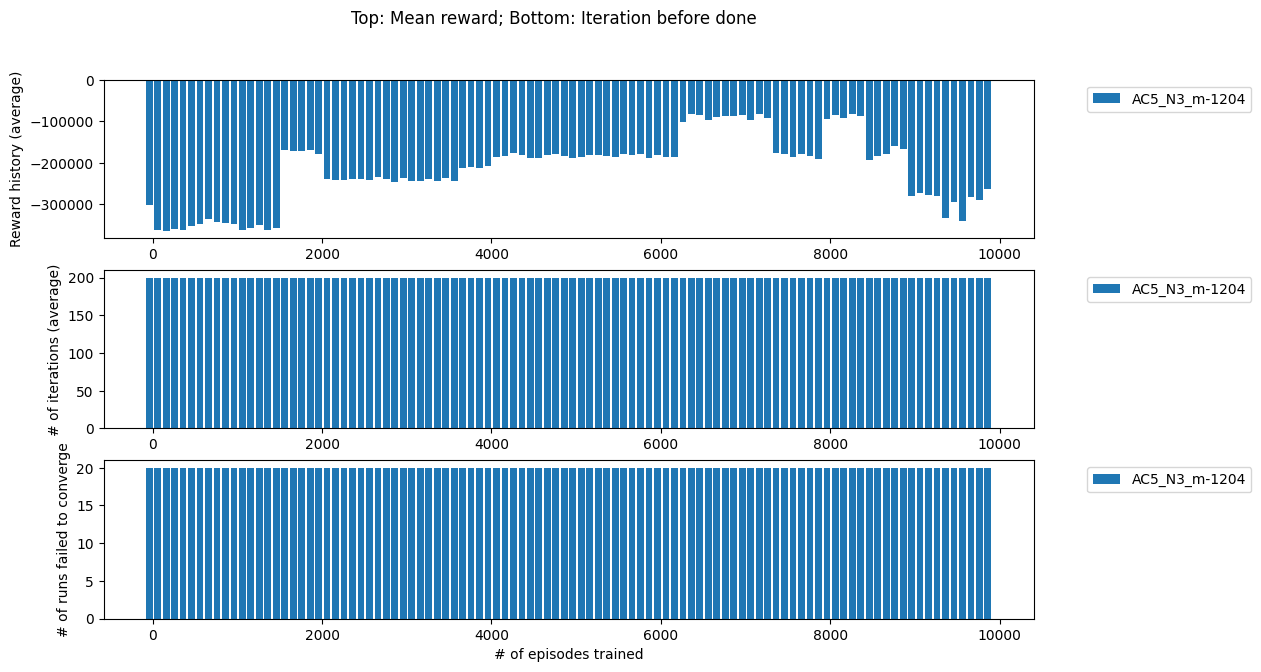 Top: Mean reward; Bottom: Iteration before done
Reward history (average)
0
−100000
−200000
−300000
0 2000 4000 6000 8000 10000
AC5_N3_m-1204
# of iterations (average)
200
150
100
50
0
0 2000 4000 6000 8000 10000
AC5_N3_m-1204
# of runs failed to converge
20
15
10
5
0
0 2000 4000 6000 8000 10000
# of episodes trained
AC5_N3_m-1204